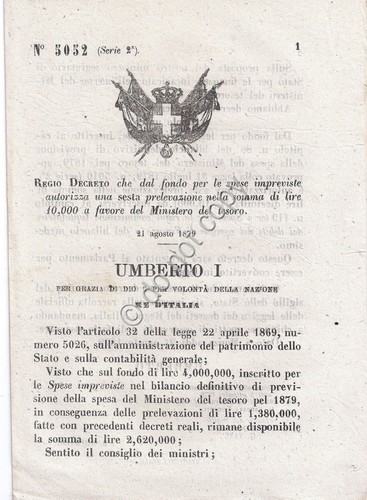 N° 5052 (Serie 2ª).
1
REGIO DECRETO che dal fondo per le spese impreviste
autorizza una sesta prelevazione nella somma di lire
10,000 a favore del Ministero del tesoro.
21 agosto 1879
UMBERTO I
PER GRAZIA DI DIO E PER VOLONTÀ DELLA NAZIONE
RE D'ITALIA
Visto l'articolo 32 della legge 22 aprile 1869, nu-
mero 5026, sull'amministrazione del patrimonio dello
Stato e sulla contabilità generale;
Visto che sul fondo di lire 4,000,000, inscritto per
le Spese impreviste nel bilancio definitivo di previ-
sione della spesa del Ministero del tesoro pel 1879,
in conseguenza delle prelevazioni di lire 1,380,000,
fatte con precedenti decreti reali, rimane disponibile
la somma di lire 2,620,000;
Sentito il consiglio dei ministri;